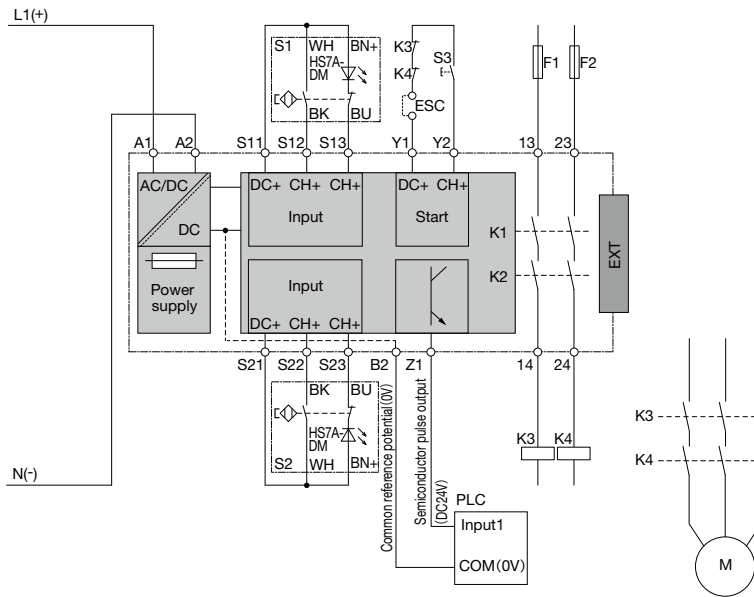 L1(+)
S1 WH BN+
HS7A-
DM
BK BU
K3
K4
S3
ESC
F1 F2
A1 A2 S11 S12 S13 Y1 Y2 13 23
AC/DC
DC
DC+ CH+ CH+
Input
DC+ CH+
Start
K1
K2
EXT
Power
supply
Input
DC+ CH+ CH+
S21 S22 S23 B2 Z1 14 24
BK BU
HS7A-
DM
S2 WH BN+
Common reference potential(0V)
Semiconductor pulse output
(DC24V)
K3 K4
K3
K4
N(-)
PLC
Input1
COM(0V)
M